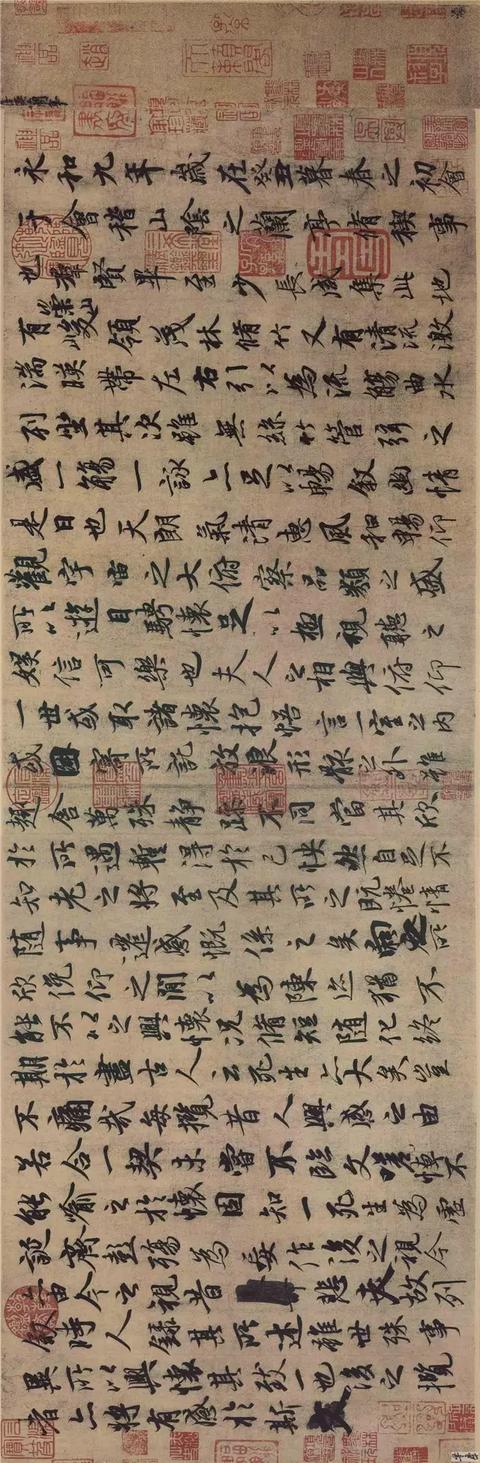 永和九年歲在癸丑暮春之初會
于會稽山陰之蘭亭脩稧事
也羣賢畢至少長咸集此地
有崇山峻領茂林脩竹又有清流激
湍暎帶左右引以為流觴曲水
列坐其次雖無絲竹管弦之
盛一觴一詠亦足以暢敘幽情
是日也天朗氣清惠風和暢仰
觀宇宙之大俯察品類之盛
所以遊目騁懷足以極視聽之
娛信可樂也夫人之相與俯仰
一世或取諸懷抱悟言一室之內
或因寄所託放浪形骸之外雖
趣舍萬殊靜躁不同當其欣
於所遇暫得於己怏然自足不
知老之將至及其所之既惓情
隨事遷感慨係之矣向之所
欣俛仰之間以為陳迹猶不
能不以之興懷況脩短隨化終
期於盡古人云死生亦大矣豈
不痛哉每攬昔人興感之由
若合一契未嘗不臨文嗟悼不
能喻之於懷固知一死生為虛
誕齊彭殤為妄作後之視今
亦由今之視昔悲夫故列
敘時人錄其所述雖世殊事
異所以興懷其致一也後之攬
者亦將有感於斯文